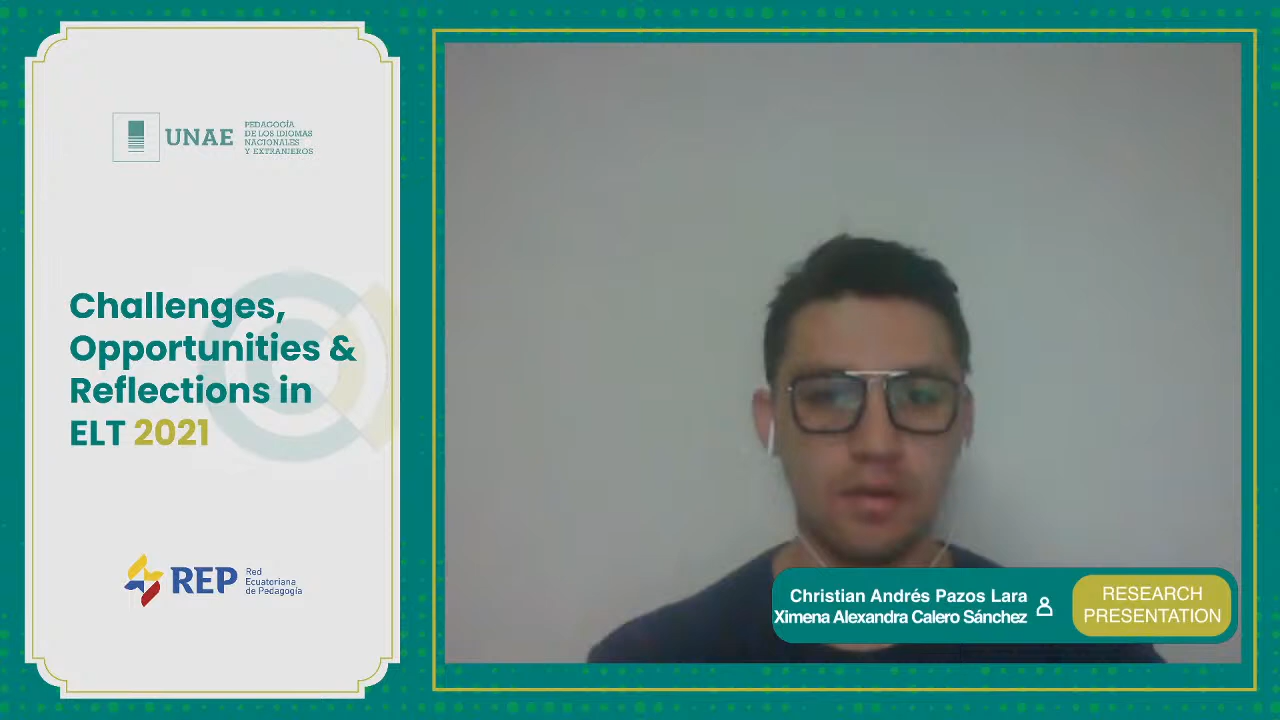 UNAE
PEDAGOGÍA
DE LOS IDIOMAS
NACIONALES
Y EXTRANJEROS
Challenges,
Opportunities &
Reflections in
ELT 2021
REP
Red
Ecuatoriana
de Pedagogía
Christian Andrés Pazos Lara
Ximena Alexandra Calero Sánchez
RESEARCH
PRESENTATION